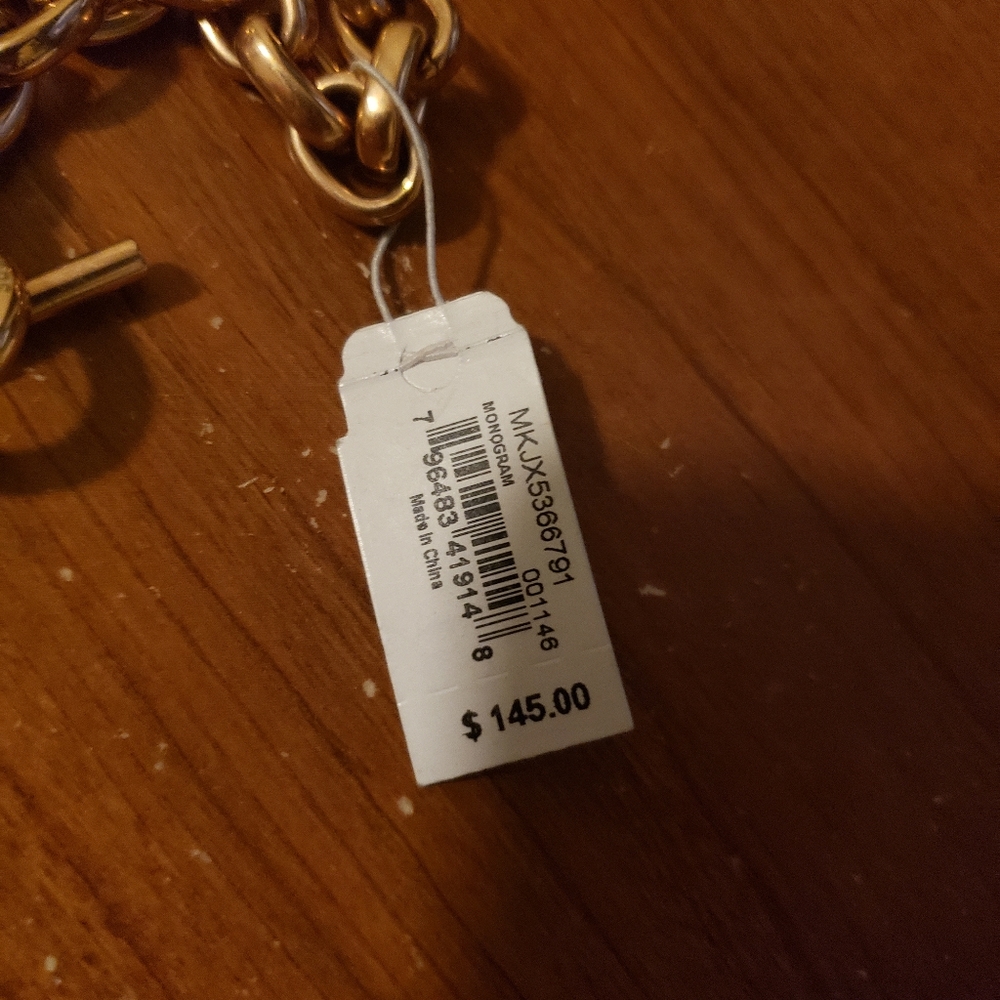 MKJX5366791
001146
MONOGRAM
7 96483 41914 8
Made in China
$ 145.00